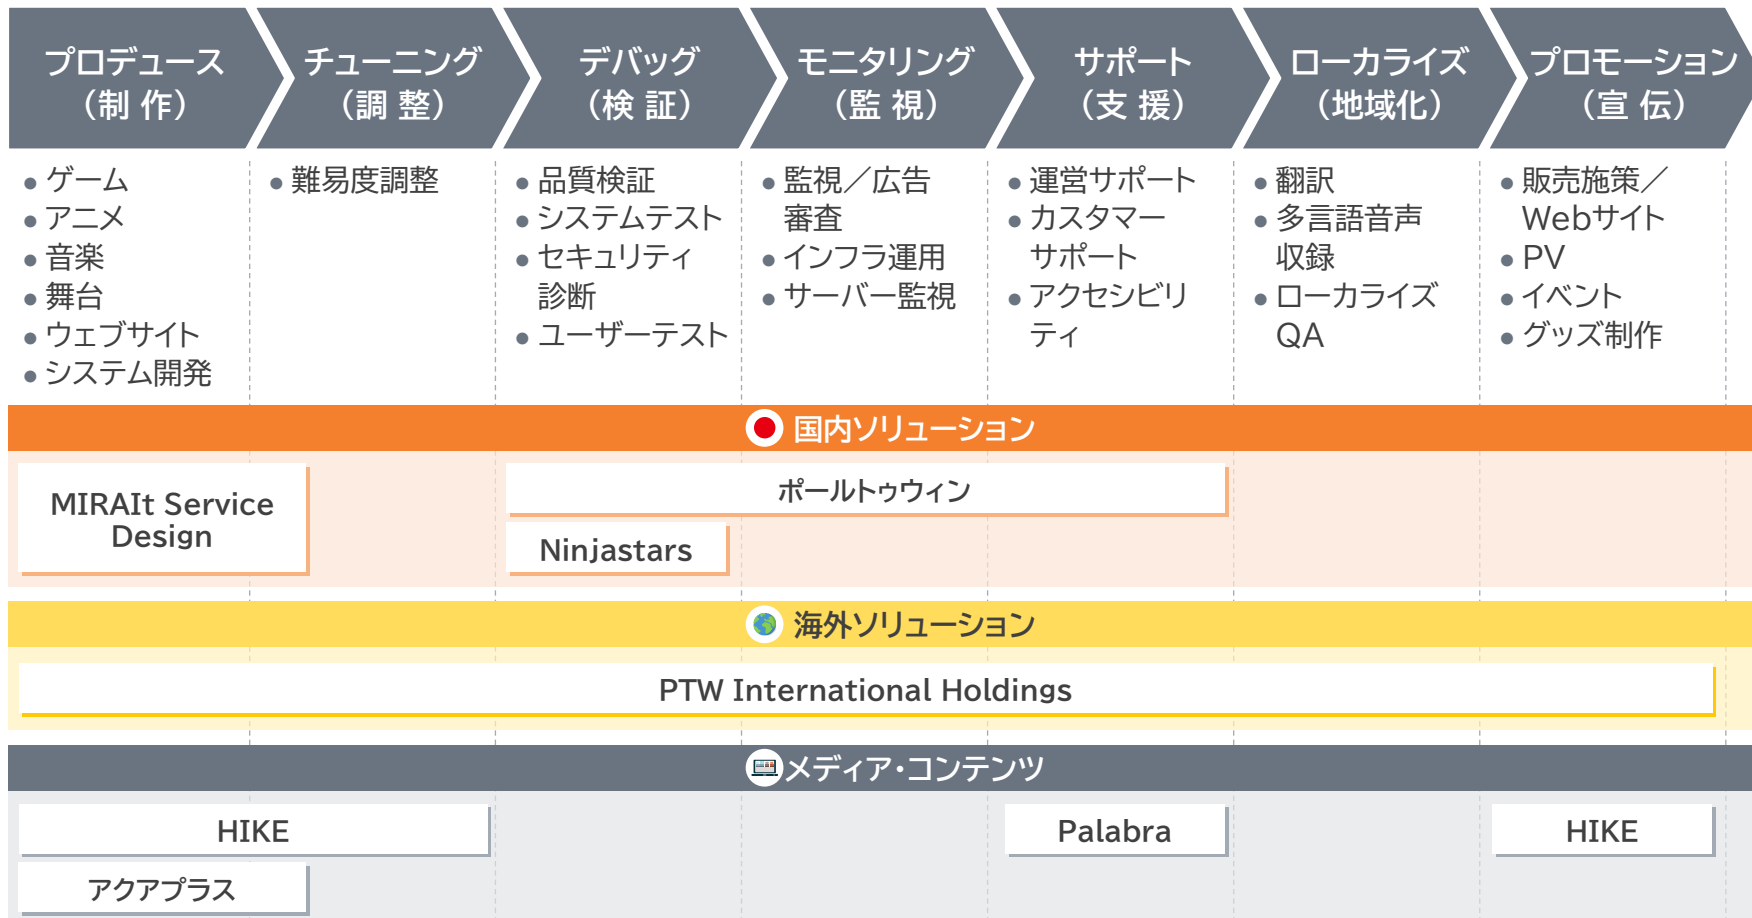 プロデュース
(制 作)
チューニング
(調 整)
デバッグ
(検 証)
モニタリング
(監 視)
サポート
(支 援)
ローカライズ
(地域化)
プロモーション
(宣 伝)
● ゲーム
● アニメ
● 音楽
● 舞台
● ウェブサイト
● システム開発
● 難易度調整
● 品質検証
● システムテスト
● セキュリティ
診断
● ユーザーテスト
● 監視／広告
審査
● インフラ運用
● サーバー監視
● 運営サポート
● カスタマー
サポート
● アクセシビリ
ティ
● 翻訳
● 多言語音声
収録
● ローカライズ
QA
● 販売施策／
Webサイト
● PV
● イベント
● グッズ制作
国内ソリューション
MIRAIt Service
Design
ポールトゥウィン
Ninjastars
海外ソリューション
PTW International Holdings
メディア・コンテンツ
HIKE
Palabra
HIKE
アクアプラス